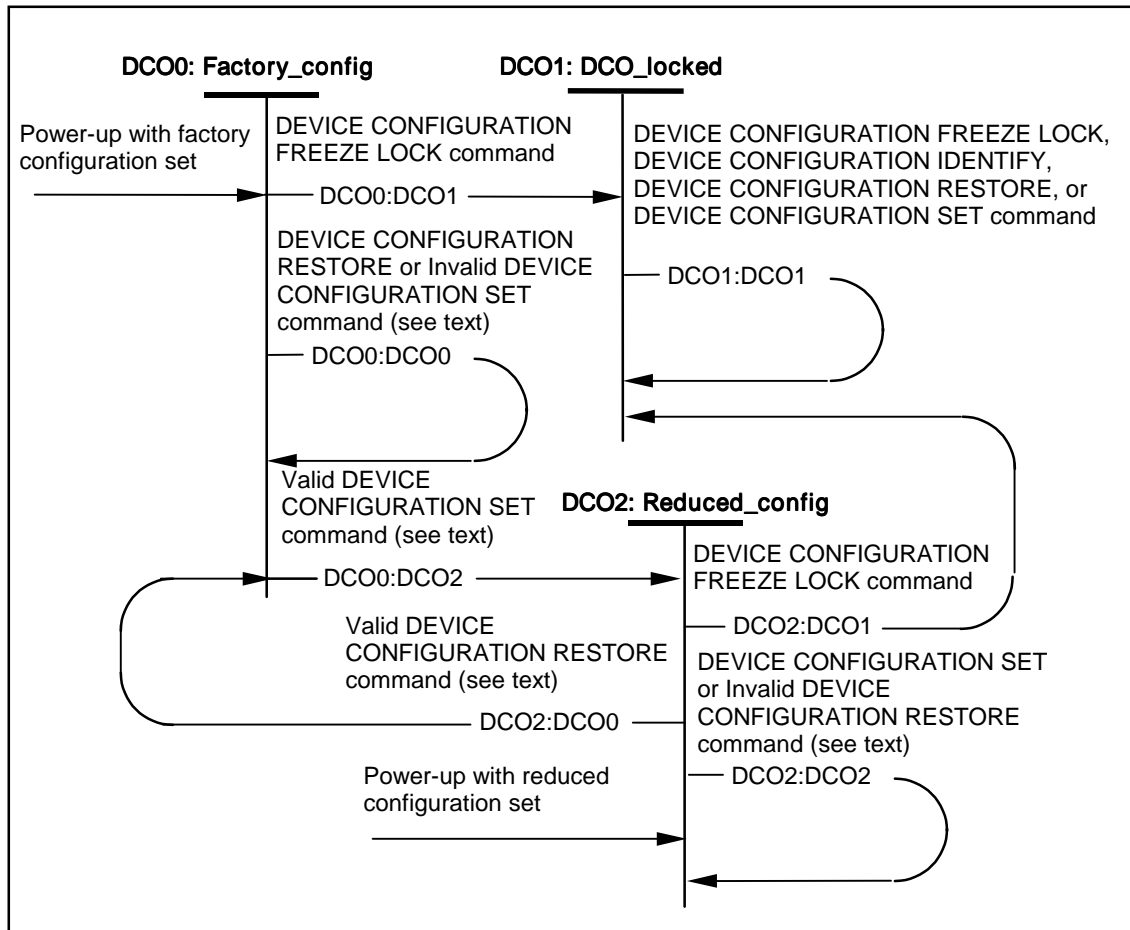 DCO0: Factory_config
DCO1: DCO_locked
Power-up with factory
configuration set
DEVICE CONFIGURATION
FREEZE LOCK command
DCO0:DCO1
DEVICE CONFIGURATION FREEZE LOCK,
DEVICE CONFIGURATION IDENTIFY,
DEVICE CONFIGURATION RESTORE, or
DEVICE CONFIGURATION SET command
DCO1:DCO1
DEVICE CONFIGURATION
RESTORE or Invalid DEVICE
CONFIGURATION SET
command (see text)
DCO0:DCO0
Valid DEVICE
CONFIGURATION SET
command (see text)
DCO0:DCO2
DCO2: Reduced_config
DEVICE CONFIGURATION
FREEZE LOCK command
DCO2:DCO1
Valid DEVICE
CONFIGURATION RESTORE
command (see text)
DCO2:DCO0
DEVICE CONFIGURATION SET
or Invalid DEVICE
CONFIGURATION RESTORE
command (see text)
DCO2:DCO2
Power-up with reduced
configuration set